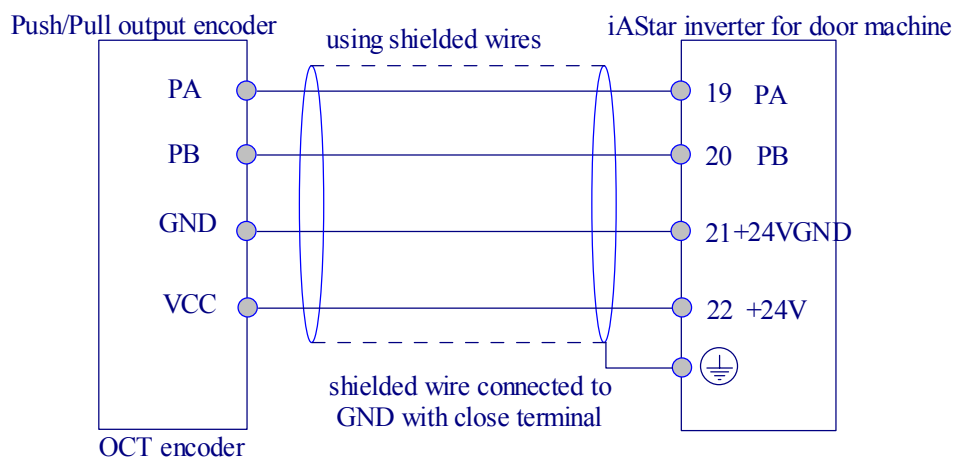 Push/Pull output encoder
iAStar inverter for door machine
using shielded wires
PA
19 PA
PB
20 PB
GND
21+24VGND
VCC
22 +24V
shielded wire connected to
GND with close terminal
OCT encoder